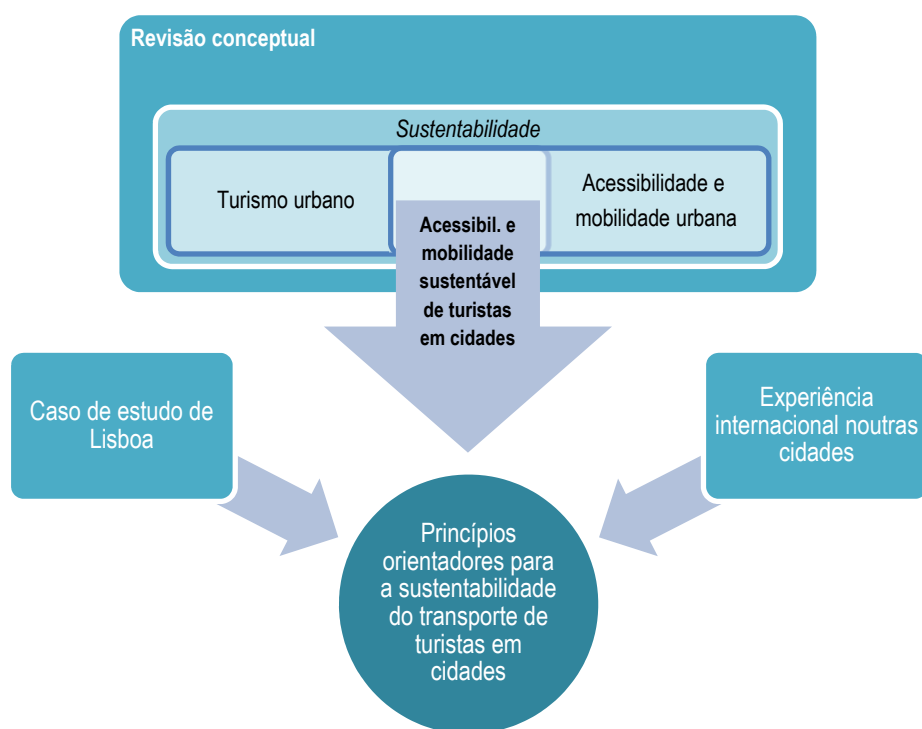 Revisão conceptual
Sustentabilidade
Turismo urbano
Acessibilidade e
mobilidade urbana
Acessibil. e
mobilidade
sustentável
de turistas
em cidades
Caso de estudo de
Lisboa
Experiência
internacional noutras
cidades
Princípios
orientadores para
a sustentabilidade
do transporte de
turistas em
cidades